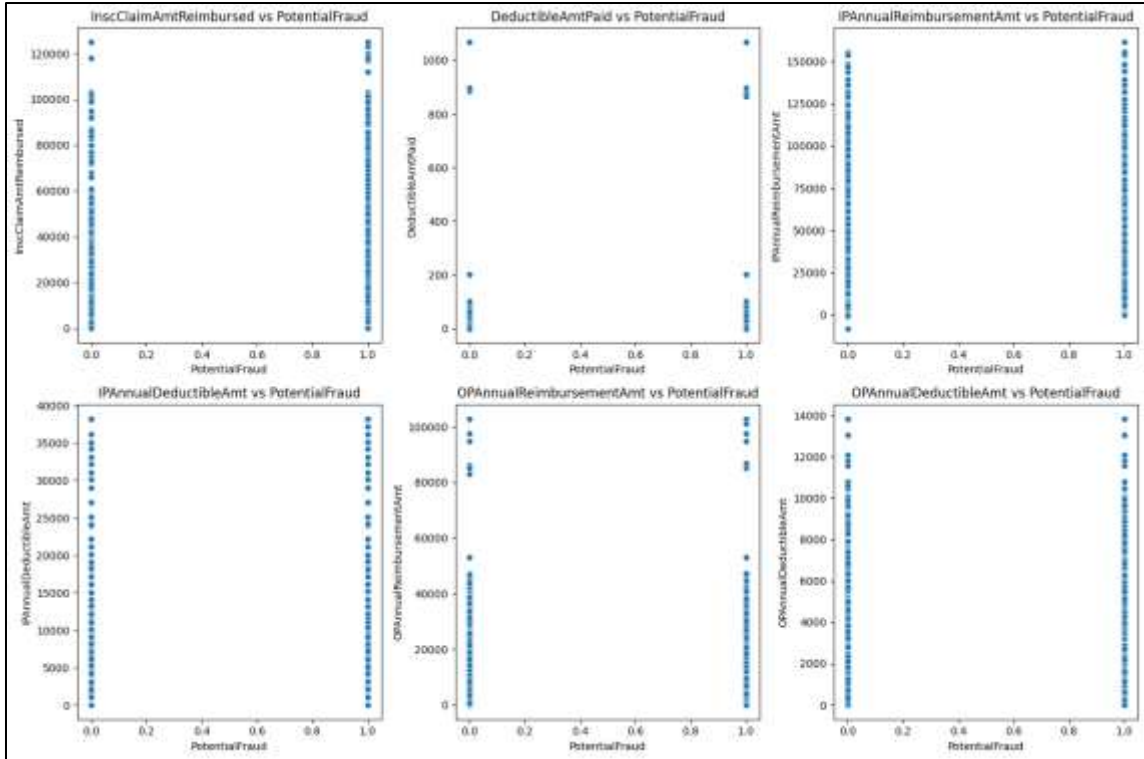 InscClaimAmtReimbursed vs PotentialFraud
InscClaimAmtReimbursed
120000
100000
80000
60000
40000
20000
0
0.0 0.2 0.4 0.6 0.8 1.0
PotentialFraud
DeductibleAmtPaid vs PotentialFraud
DeductibleAmtPaid
1000
800
600
400
200
0
0.0 0.2 0.4 0.6 0.8 1.0
PotentialFraud
IPAnnualReimbursementAmt vs PotentialFraud
IPAnnualReimbursementAmt
150000
125000
100000
75000
50000
25000
0
0.0 0.2 0.4 0.6 0.8 1.0
PotentialFraud
IPAnnualDeductibleAmt vs PotentialFraud
IPAnnualDeductibleAmt
40000
35000
30000
25000
20000
15000
10000
5000
0
0.0 0.2 0.4 0.6 0.8 1.0
PotentialFraud
OPAnnualReimbursementAmt vs PotentialFraud
OPAnnualReimbursementAmt
100000
80000
60000
40000
20000
0
0.0 0.2 0.4 0.6 0.8 1.0
PotentialFraud
OPAnnualDeductibleAmt vs PotentialFraud
OPAnnualDeductibleAmt
14000
12000
10000
8000
6000
4000
2000
0
0.0 0.2 0.4 0.6 0.8 1.0
PotentialFraud